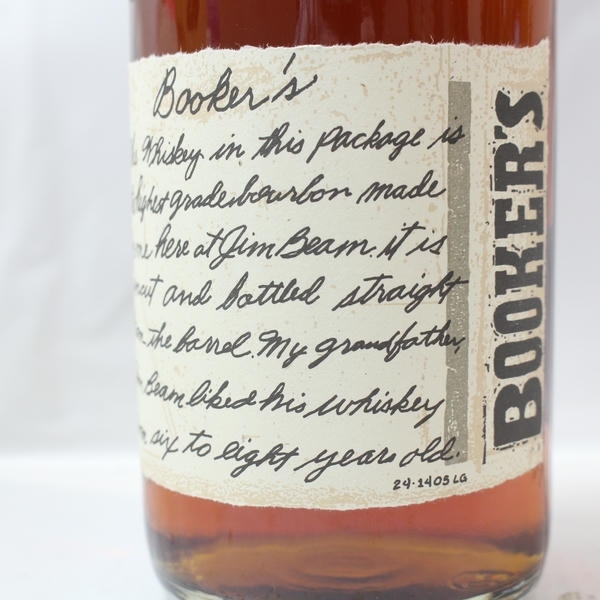 Booker's
Whiskey in this package is
highest grade bourbon made
here at Jim Beam. it is
and bottled straight
the barrel. My grandfather,
Beam liked his whiskey
six to eight years old.
24-1405 LG
BOOKER'S